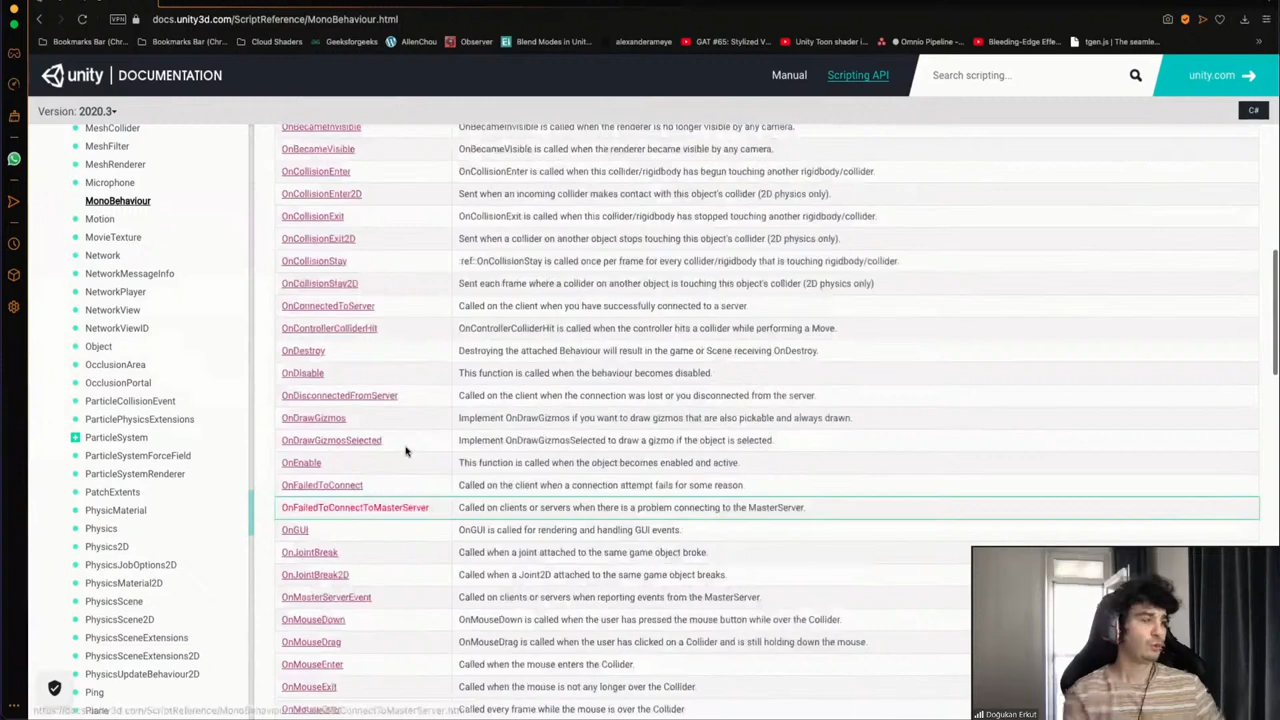 docs.unity3d.com/ScriptReference/MonoBehaviour.html
VPN
Bookmarks Bar (Chr...
Bookmarks Bar (Chr...
Cloud Shaders
Geeksforgeeks
AllenChou
Observer
Blend Modes in Unit...
alexanderameye
GAT #65: Stylized V...
Unity Toon shader i...
Omnio Pipeline -...
Bleeding-Edge Effe...
tgen.js | The seamle...
unity | DOCUMENTATION
Manual
Scripting API
Search scripting...
unity.com
Version: 2020.3
C#
MeshCollider
MeshFilter
MeshRenderer
Microphone
MonoBehaviour
Motion
MovieTexture
Network
NetworkMessageInfo
NetworkPlayer
NetworkView
NetworkViewID
Object
OcclusionArea
OcclusionPortal
ParticleCollisionEvent
ParticlePhysicsExtensions
ParticleSystem
ParticleSystemForceField
ParticleSystemRenderer
PatchExtents
PhysicMaterial
Physics
Physics2D
PhysicsJobOptions2D
PhysicsMaterial2D
PhysicsScene
PhysicsScene2D
PhysicsSceneExtensions
PhysicsSceneExtensions2D
PhysicsUpdateBehaviour2D
Ping
Plane
OnBecameInvisible OnBecameInvisible is called when the renderer is no longer visible by any camera.
OnBecameVisible OnBecameVisible is called when the renderer became visible by any camera.
OnCollisionEnter OnCollisionEnter is called when this collider/rigidbody has begun touching another rigidbody/collider.
OnCollisionEnter2D Sent when an incoming collider makes contact with this object's collider (2D physics only).
OnCollisionExit OnCollisionExit is called when this collider/rigidbody has stopped touching another rigidbody/collider.
OnCollisionExit2D Sent when a collider on another object stops touching this object's collider (2D physics only).
OnCollisionStay :ref::OnCollisionStay is called once per frame for every collider/rigidbody that is touching rigidbody/collider.
OnCollisionStay2D Sent each frame where a collider on another object is touching this object's collider (2D physics only)
OnConnectedToServer Called on the client when you have successfully connected to a server.
OnControllerColliderHit OnControllerColliderHit is called when the controller hits a collider while performing a Move.
OnDestroy Destroying the attached Behaviour will result in the game or Scene receiving OnDestroy.
OnDisable This function is called when the behaviour becomes disabled.
OnDisconnectedFromServer Called on the client when the connection was lost or you disconnected from the server.
OnDrawGizmos Implement OnDrawGizmos if you want to draw gizmos that are also pickable and always drawn.
OnDrawGizmosSelected Implement OnDrawGizmosSelected to draw a gizmo if the object is selected.
OnEnable This function is called when the object becomes enabled and active.
OnFailedToConnect Called on the client when a connection attempt fails for some reason.
OnFailedToConnectToMasterServer Called on clients or servers when there is a problem connecting to the MasterServer.
OnGUI OnGUI is called for rendering and handling GUI events.
OnJointBreak Called when a joint attached to the same game object broke.
OnJointBreak2D Called when a Joint2D attached to the same game object breaks.
OnMasterServerEvent Called on clients or servers when reporting events from the MasterServer.
OnMouseDown OnMouseDown is called when the user has pressed the mouse button while over the Collider.
OnMouseDrag OnMouseDrag is called when the user has clicked on a Collider and is still holding down the mouse.
OnMouseEnter Called when the mouse enters the Collider.
OnMouseExit Called when the mouse is not any longer over the Collider.
Called every frame while the mouse is over the Collider
Doğukan Erkut